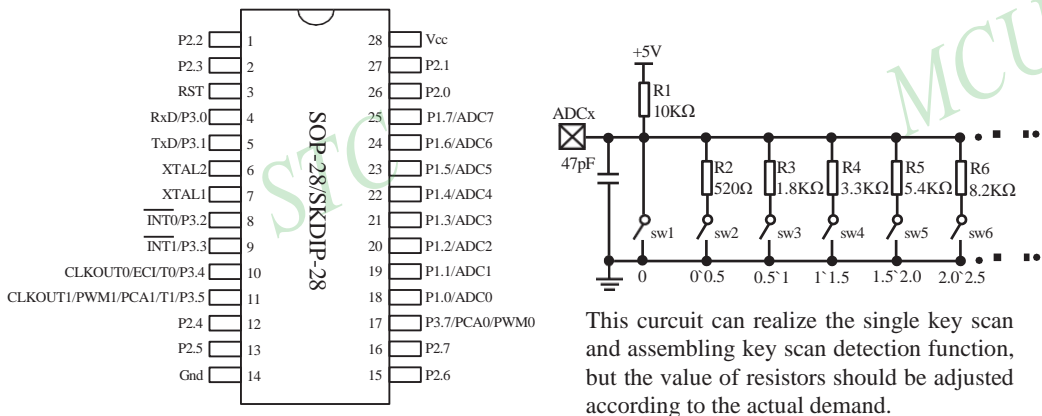 P2.2 1 28 Vcc
P2.3 2 27 P2.1
RST 3 26 P2.0
RxD/P3.0 4 25 P1.7/ADC7
TxD/P3.1 5 24 P1.6/ADC6
XTAL2 6 23 P1.5/ADC5
XTAL1 7 22 P1.4/ADC4
INT0/P3.2 8 21 P1.3/ADC3
INT1/P3.3 9 20 P1.2/ADC2
CLKOUT0/ECI/T0/P3.4 10 19 P1.1/ADC1
CLKOUT1/PWM1/PCA1/T1/P3.5 11 18 P1.0/ADC0
P2.4 12 17 P3.7/PCA0/PWM0
P2.5 13 16 P2.7
Gnd 14 15 P2.6
SOP-28/SKDIP-28
STC
MCU
+5V
R1
10KΩ
ADCx
47pF
R2 R3 R4 R5 R6
520Ω 1.8KΩ 3.3KΩ 5.4KΩ 8.2KΩ
sw1 sw2 sw3 sw4 sw5 sw6
0 0`0.5 0.5`1 1`1.5 1.5`2.0 2.0`2.5
This curcuit can realize the single key scan
and assembling key scan detection function,
but the value of resistors should be adjusted
according to the actual demand.